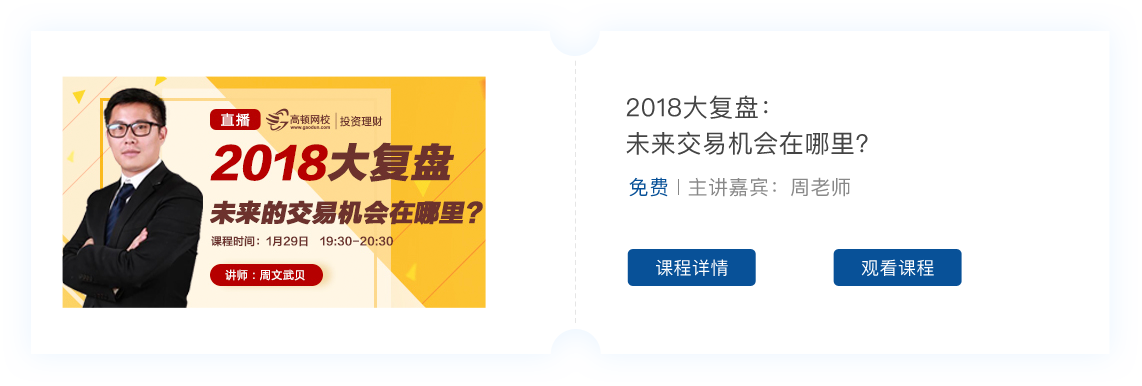 直播 高顿网校 | 投资理财
www.gaodun.com
2018大复盘
未来的交易机会在哪里?
课程时间：1月29日 19:30-20:30
讲师：周文武贝
2018大复盘：
未来交易机会在哪里？
免费 | 主讲嘉宾：周老师
课程详情 观看课程